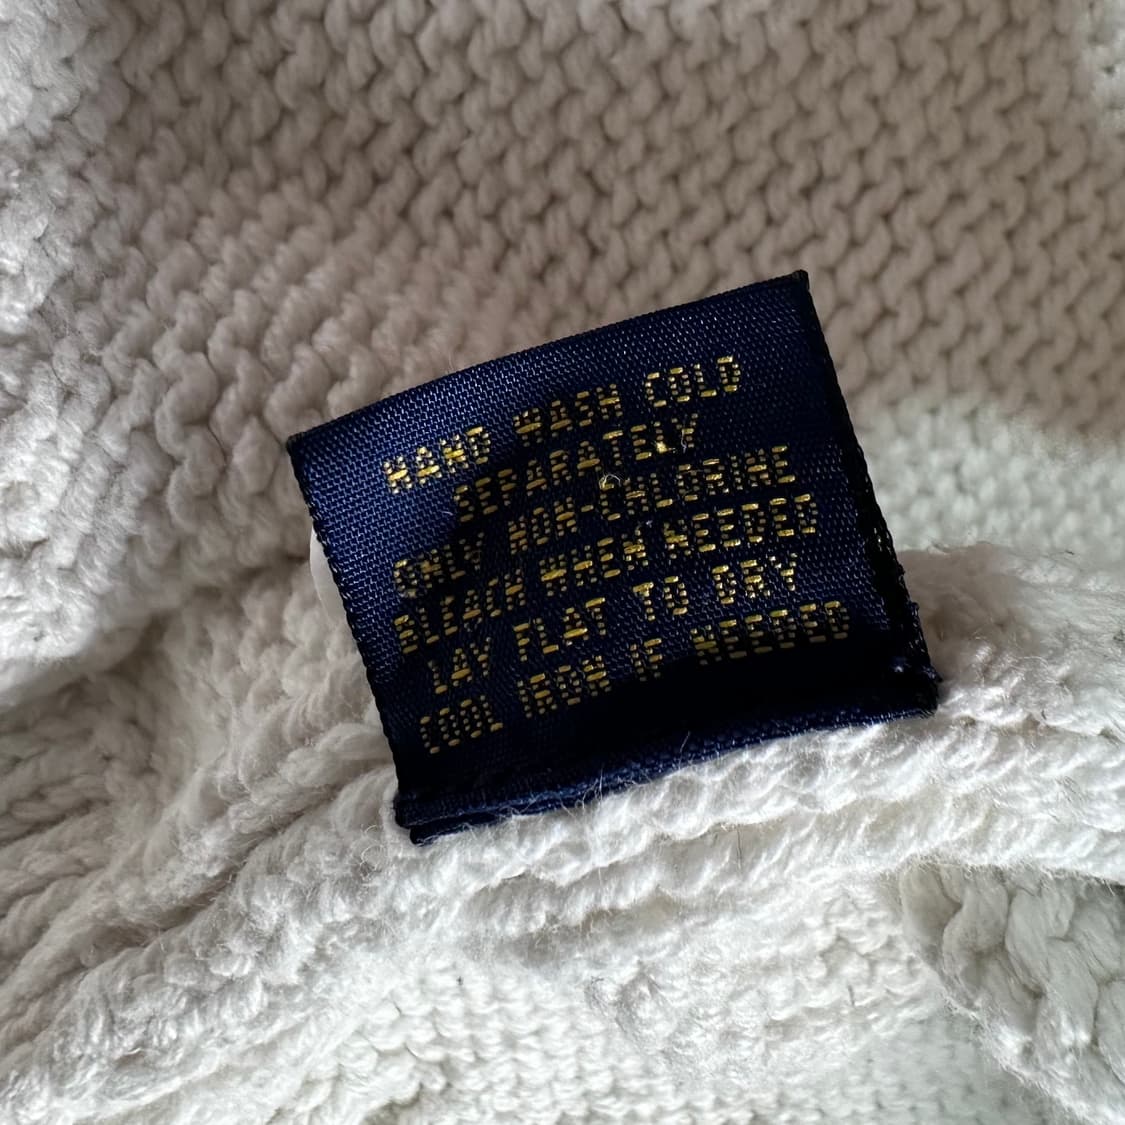 HAND WASH COLD
SEPARATELY
ONLY NON-CHLORINE
BLEACH WHEN NEEDED
LAY FLAT TO DRY
COOL IRON IF NEEDED